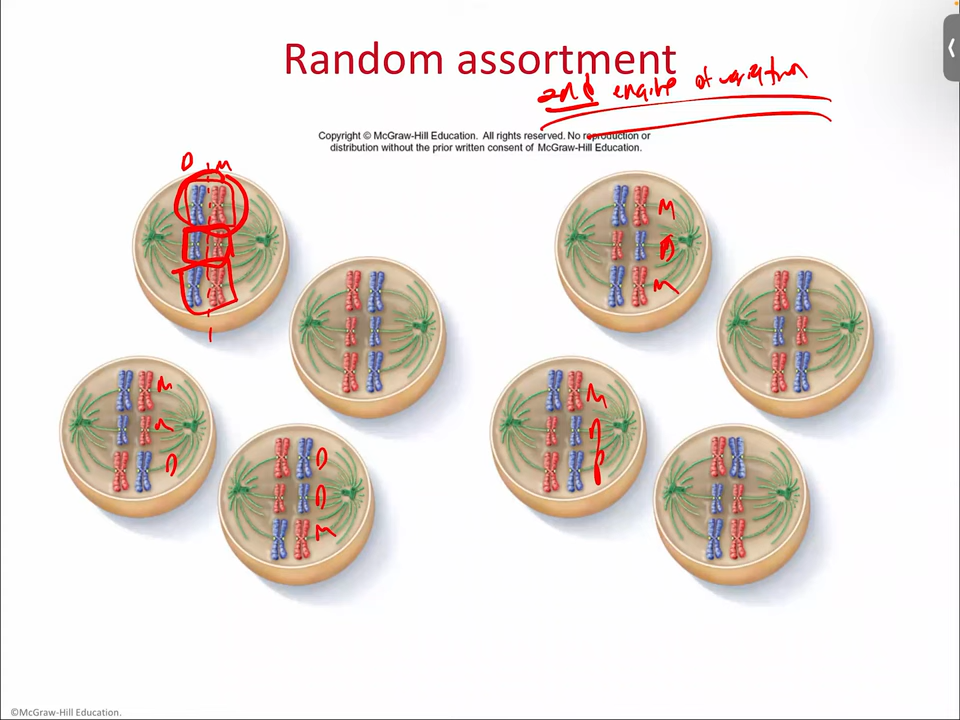 Random assortment
2nd engine of variation
Copyright © McGraw-Hill Education. All rights reserved. No reproduction or
distribution without the prior written consent of McGraw-Hill Education.
D M
M
D
M
M
M
D
D
D
M
M
D
D
©McGraw-Hill Education.